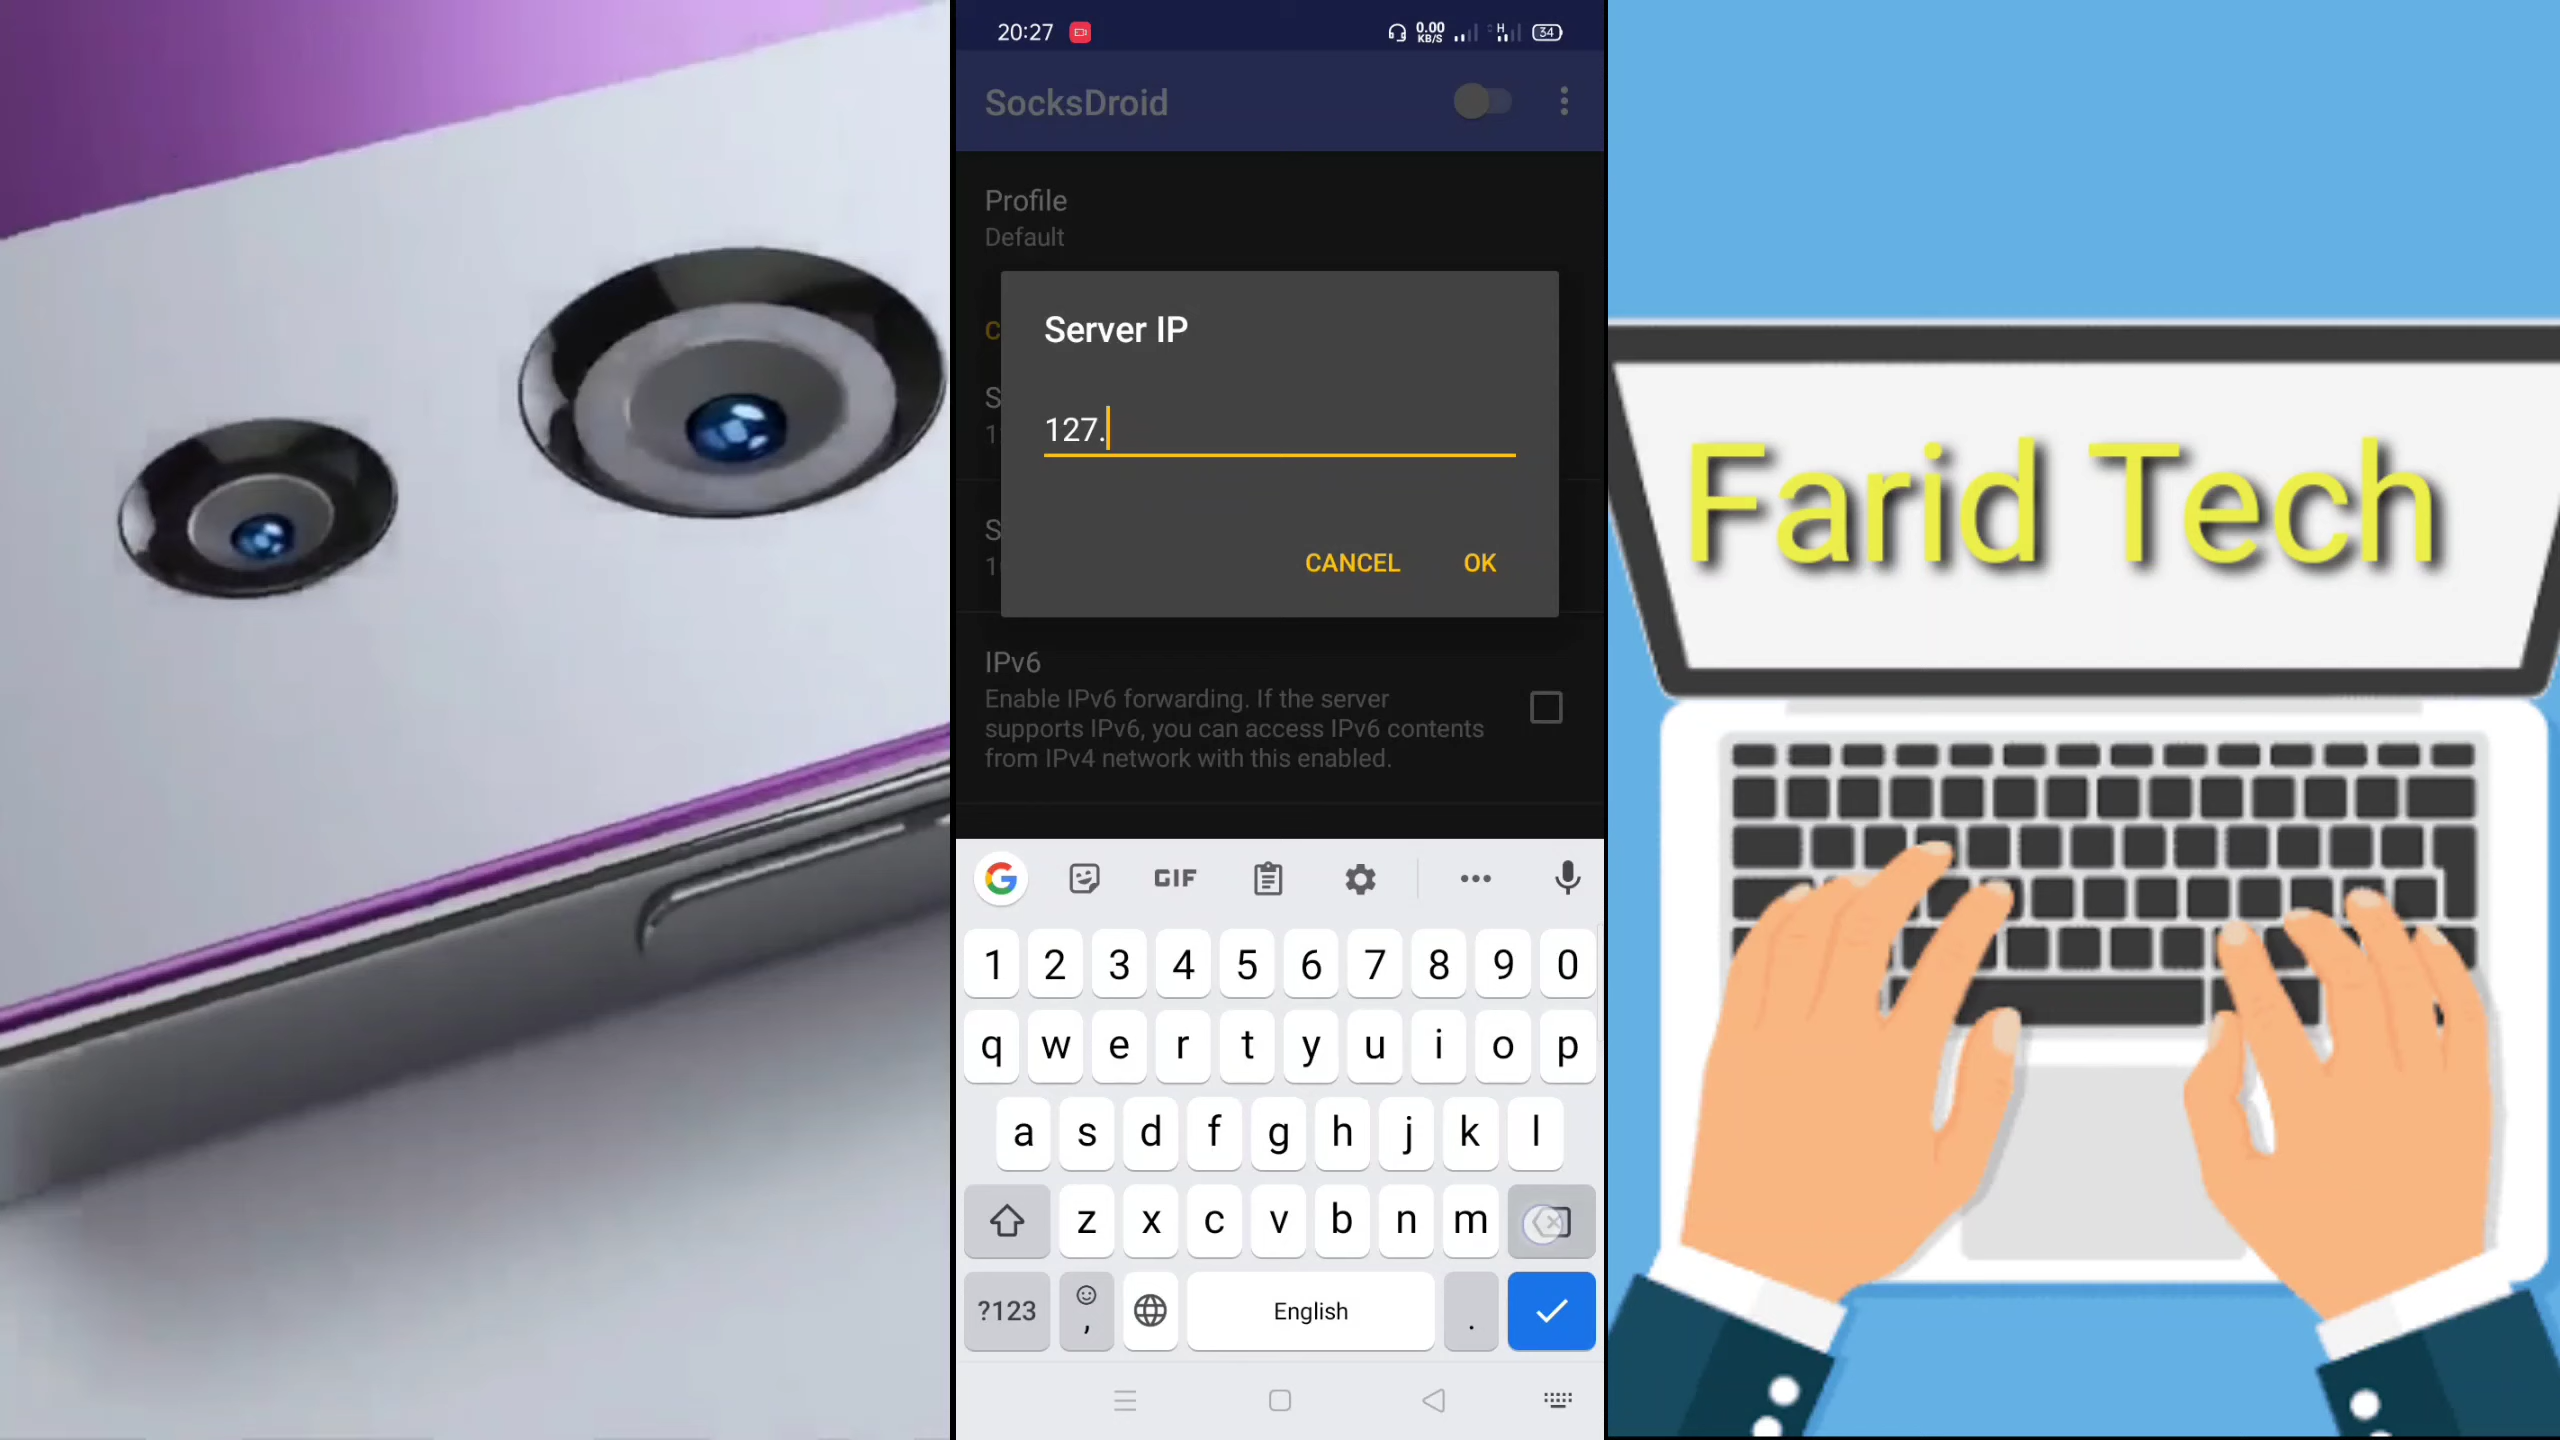 20:27
0.00
KB/S
H
34
SocksDroid
Profile
Default
C
Server IP
S
127.
1
S
CANCEL
OK
1
IPv6
Enable IPv6 forwarding. If the server
supports IPv6, you can access IPv6 contents
from IPv4 network with this enabled.
G
GIF
1 2 3 4 5 6 7 8 9 0
q w e r t y u i o p
a s d f g h j k l
z x c v b n m
?123
,
English
.
Farid Tech